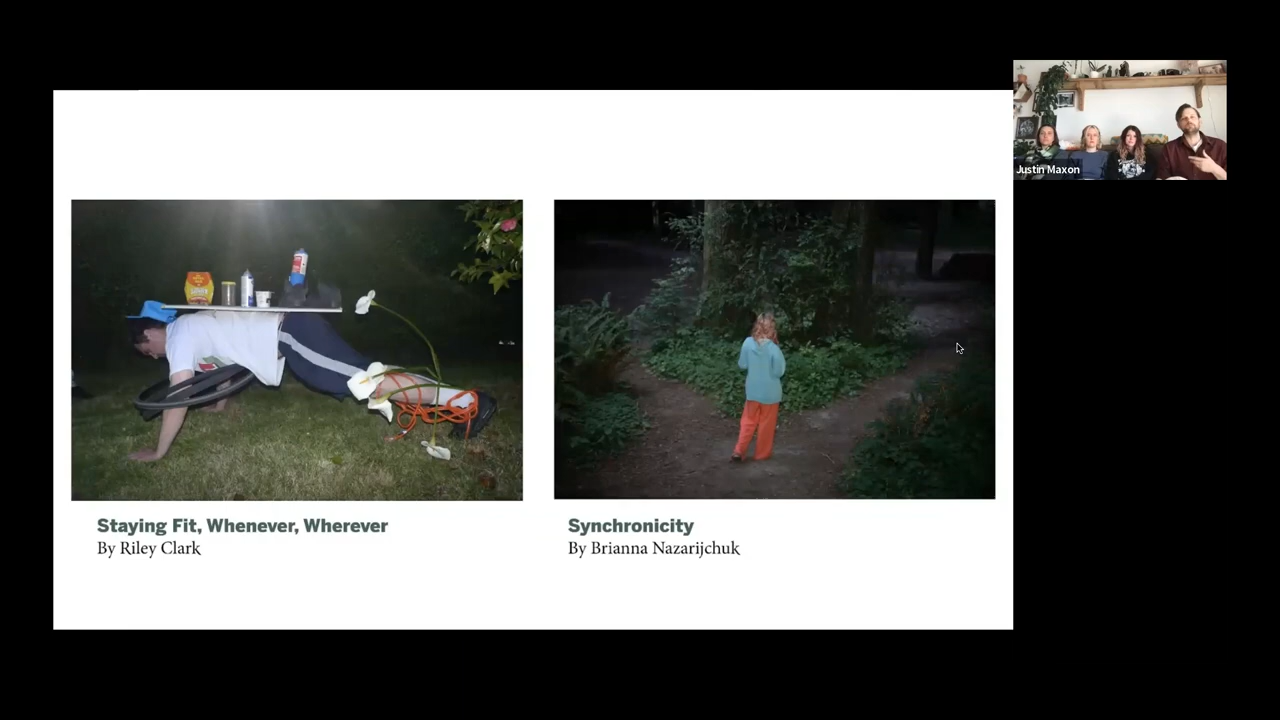 Staying Fit, Whenever, Wherever
By Riley Clark
Synchronicity
By Brianna Nazarijchuk
Justin Maxon